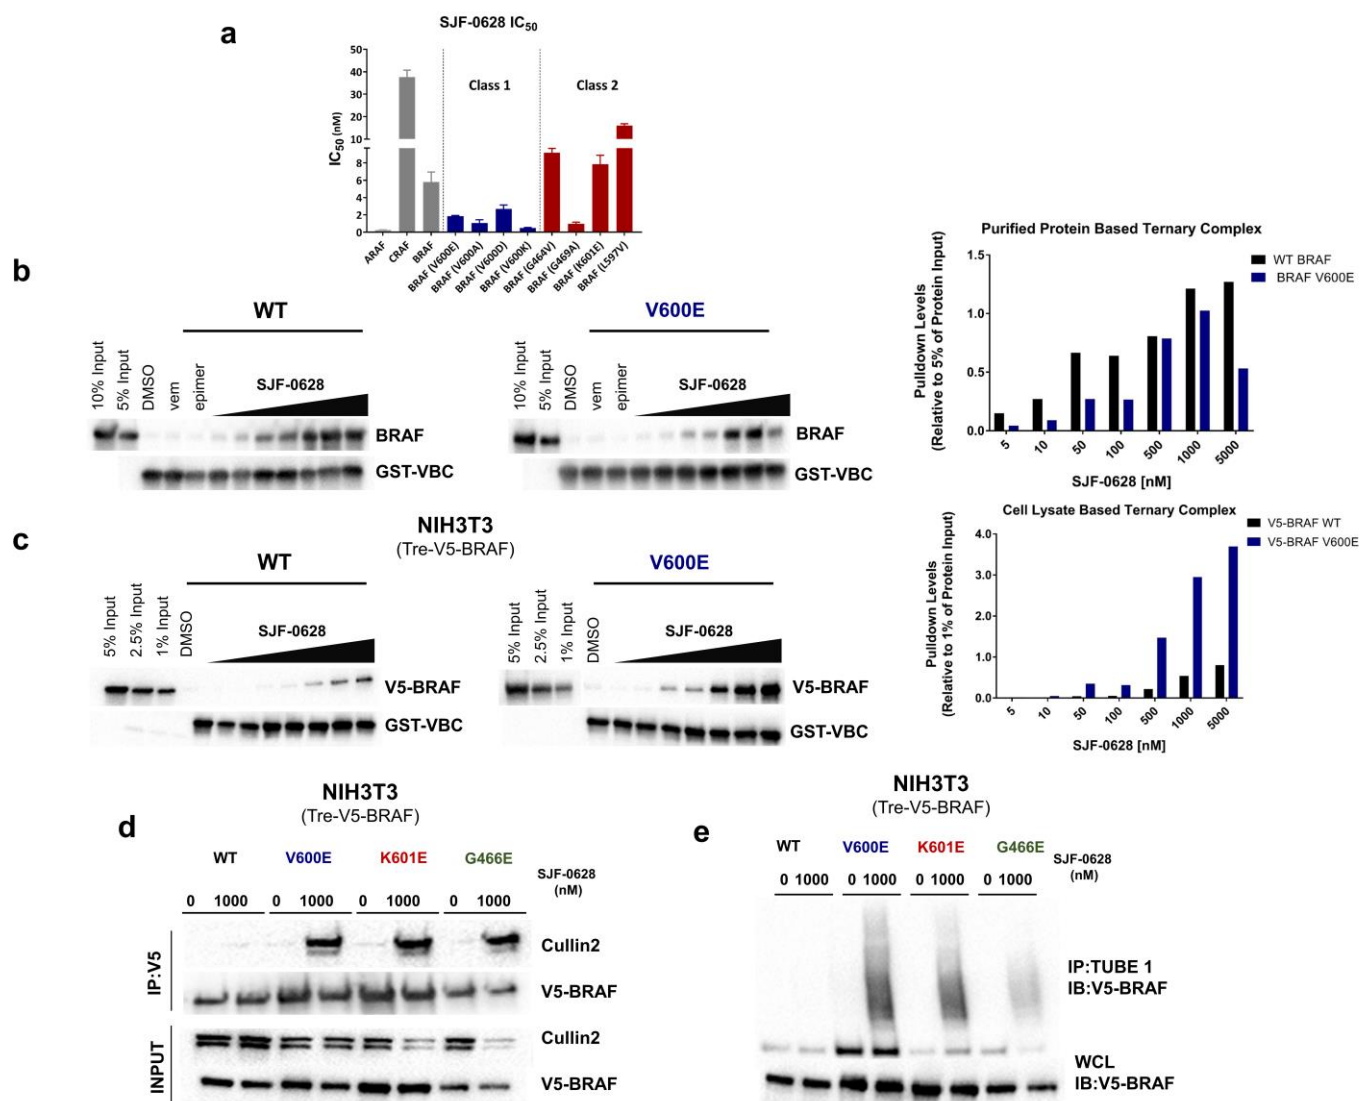 a
SJF-0628 IC50
IC50 (nM)
50
40
30
20
10
8
6
4
2
0
Class 1
Class 2
ARAF
CRAF
BRAF
BRAF (V600E)
BRAF (V600A)
BRAF (V600D)
BRAF (V600K)
BRAF (G464V)
BRAF (G469A)
BRAF (K601E)
BRAF (L597V)
b
WT
10% Input
5% Input
DMSO
vem
epimer
SJF-0628
BRAF
GST-VBC
V600E
10% Input
5% Input
DMSO
vem
epimer
SJF-0628
BRAF
GST-VBC
Purified Protein Based Ternary Complex
Pulldown Levels
(Relative to 5% of Protein Input)
1.5
1.0
0.5
0.0
5
10
50
100
500
1000
5000
SJF-0628 [nM]
WT BRAF
BRAF V600E
c
NIH3T3
(Tre-V5-BRAF)
WT
5% Input
2.5% Input
1% Input
DMSO
SJF-0628
V5-BRAF
GST-VBC
V600E
5% Input
2.5% Input
1% Input
DMSO
SJF-0628
V5-BRAF
GST-VBC
Cell Lysate Based Ternary Complex
Pulldown Levels
(Relative to 1% of Protein Input)
4.0
3.0
2.0
1.0
0.0
5
10
50
100
500
1000
5000
SJF-0628 [nM]
V5-BRAF WT
V5-BRAF V600E
d
NIH3T3
(Tre-V5-BRAF)
WT V600E K601E G466E
SJF-0628
(nM)
0 1000 0 1000 0 1000 0 1000
IP:V5
Cullin2
V5-BRAF
INPUT
Cullin2
V5-BRAF
e
NIH3T3
(Tre-V5-BRAF)
WT V600E K601E G466E
SJF-0628
(nM)
0 1000 0 1000 0 1000 0 1000
IP:TUBE 1
IB:V5-BRAF
WCL
IB:V5-BRAF